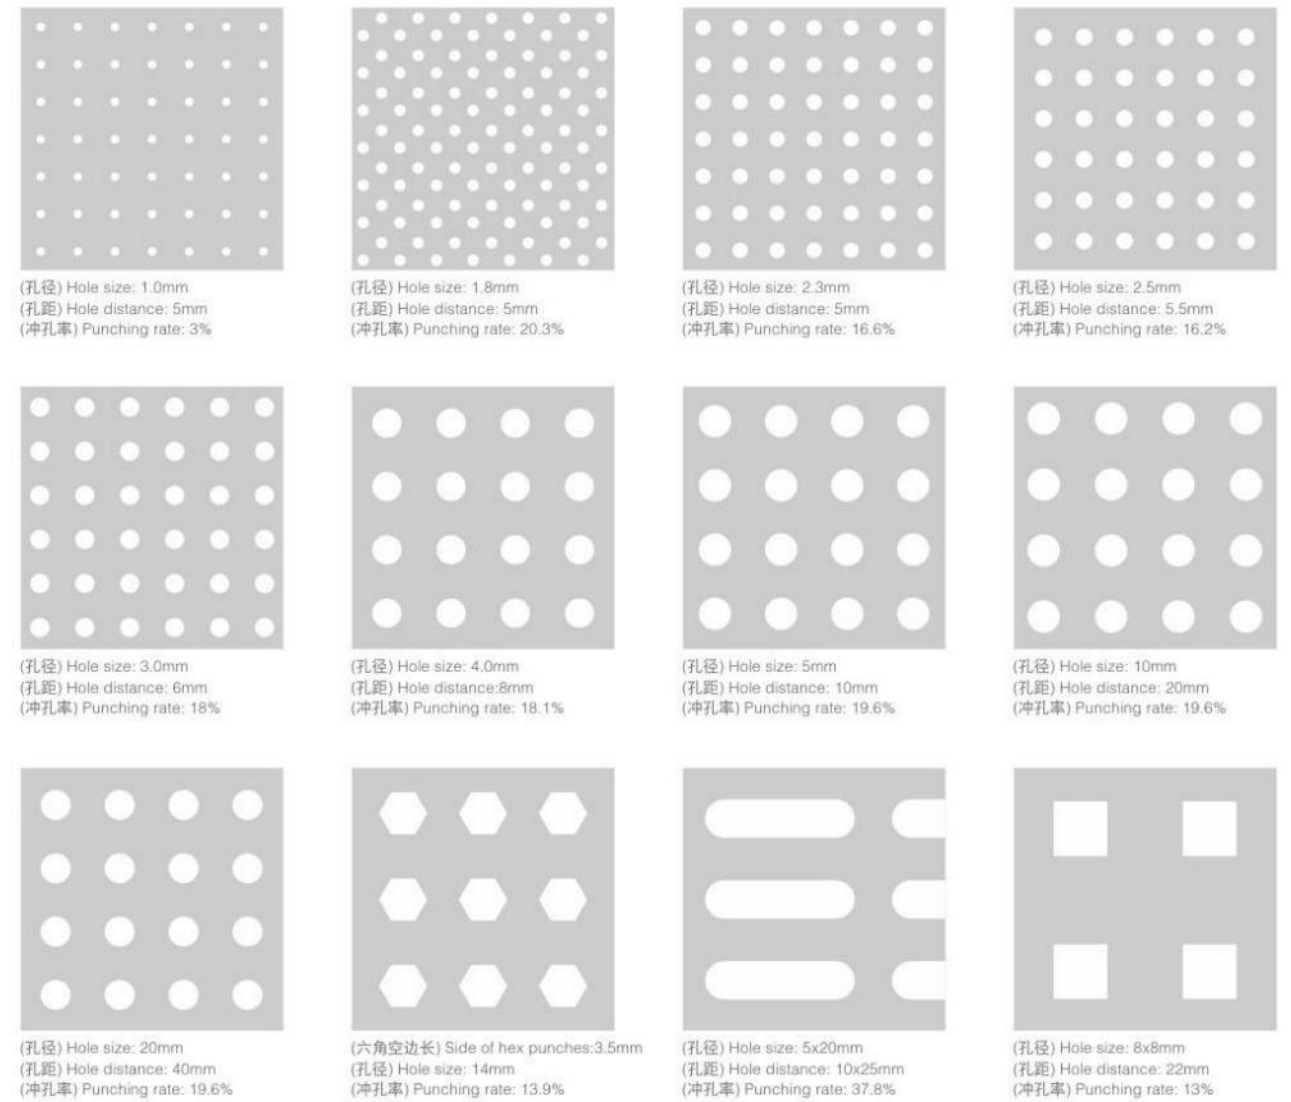 (孔径) Hole size: 1.0mm
(孔距) Hole distance: 5mm
(冲孔率) Punching rate: 3%
(孔径) Hole size: 1.8mm
(孔距) Hole distance: 5mm
(冲孔率) Punching rate: 20.3%
(孔径) Hole size: 2.3mm
(孔距) Hole distance: 5mm
(冲孔率) Punching rate: 16.6%
(孔径) Hole size: 2.5mm
(孔距) Hole distance: 5.5mm
(冲孔率) Punching rate: 16.2%
(孔径) Hole size: 3.0mm
(孔距) Hole distance: 6mm
(冲孔率) Punching rate: 18%
(孔径) Hole size: 4.0mm
(孔距) Hole distance:8mm
(冲孔率) Punching rate: 18.1%
(孔径) Hole size: 5mm
(孔距) Hole distance: 10mm
(冲孔率) Punching rate: 19.6%
(孔径) Hole size: 10mm
(孔距) Hole distance: 20mm
(冲孔率) Punching rate: 19.6%
(孔径) Hole size: 20mm
(孔距) Hole distance: 40mm
(冲孔率) Punching rate: 19.6%
(六角空边长) Side of hex punches:3.5mm
(孔径) Hole size: 14mm
(冲孔率) Punching rate: 13.9%
(孔径) Hole size: 5x20mm
(孔距) Hole distance: 10x25mm
(冲孔率) Punching rate: 37.8%
(孔径) Hole size: 8x8mm
(孔距) Hole distance: 22mm
(冲孔率) Punching rate: 13%